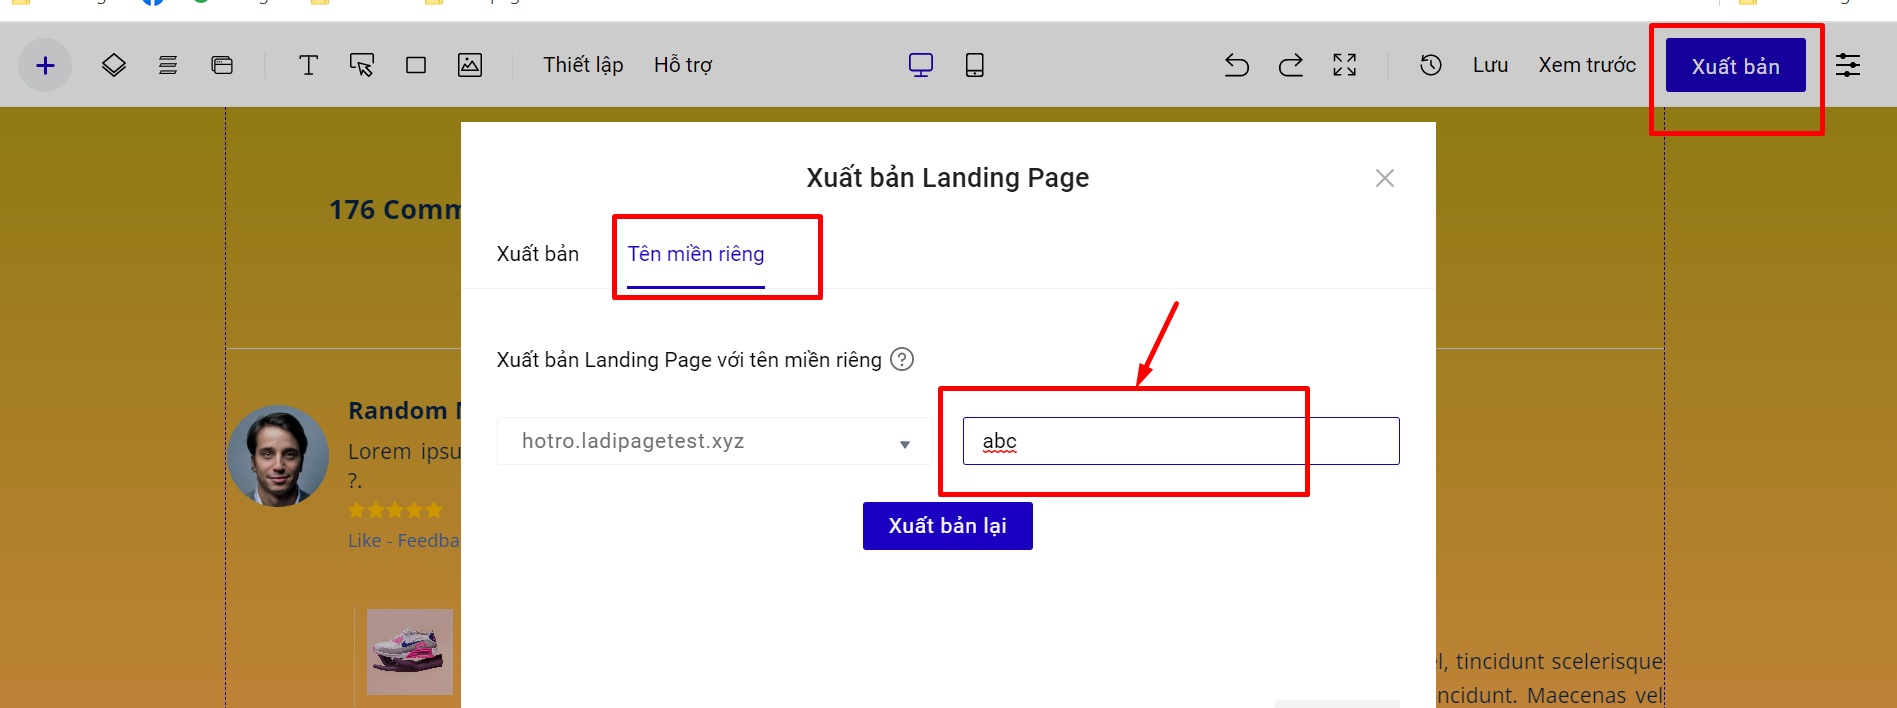 Thiết lập Hỗ trợ Lưu Xem trước Xuất bản
176 Comm
Xuất bản Landing Page
Xuất bản Tên miền riêng
Xuất bản Landing Page với tên miền riêng ?
hotro.ladipagetest.xyz abc
Xuất bản lại
Random
Lorem ipsu
?.
Like - Feedba
, tincidunt scelerisque
ncidunt. Maecenas vel